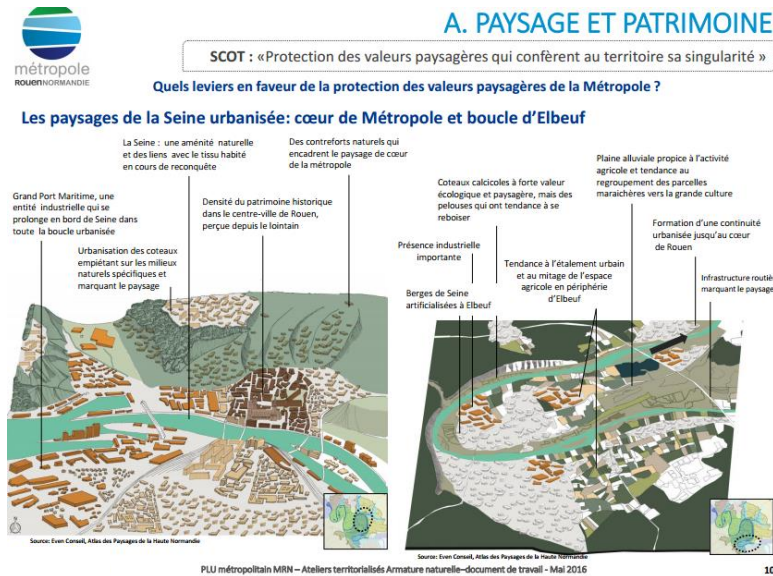 A. PAYSAGE ET PATRIMOINE
métropole
ROUENNORMANDIE
SCOT : «Protection des valeurs paysagères qui confèrent au territoire sa singularité »
Quels leviers en faveur de la protection des valeurs paysagères de la Métropole ?
Les paysages de la Seine urbanisée: cœur de Métropole et boucle d'Elbeuf
Grand Port Maritime, une
entité industrielle qui se
prolonge en bord de Seine dans
toute la boucle urbanisée
Urbanisation des coteaux
empiétant sur les milieux
naturels spécifiques et
marquant le paysage
La Seine : une aménité naturelle
et des liens avec le tissu habité
en cours de reconquête
Densité du patrimoine historique
dans le centre-ville de Rouen,
perçue depuis le lointain
Des contreforts naturels qui
encadrent le paysage de cœur
de la métropole
Berges de Seine
artificialisées à Elbeuf
Présence industrielle
importante
Coteaux calcicoles à forte valeur
écologique et paysagère, mais des
pelouses qui ont tendance à se
reboiser
Tendance à l'étalement urbain
et au mitage de l'espace
agricole en périphérie
d'Elbeuf
Plaine alluviale propice à l'activité
agricole et tendance au
regroupement des parcelles
maraichères vers la grande culture
Formation d'une continuité
urbanisée jusqu'au cœur
de Rouen
Infrastructure routiè
marquant le paysage
Source: Even Conseil, Atlas des Paysages de la Haute Normandie
Source: Even Conseil, Atlas des Paysages de la Haute Normandie
PLU métropolitain MRN – Ateliers territorialisés Armature naturelle–document de travail - Mai 2016
10